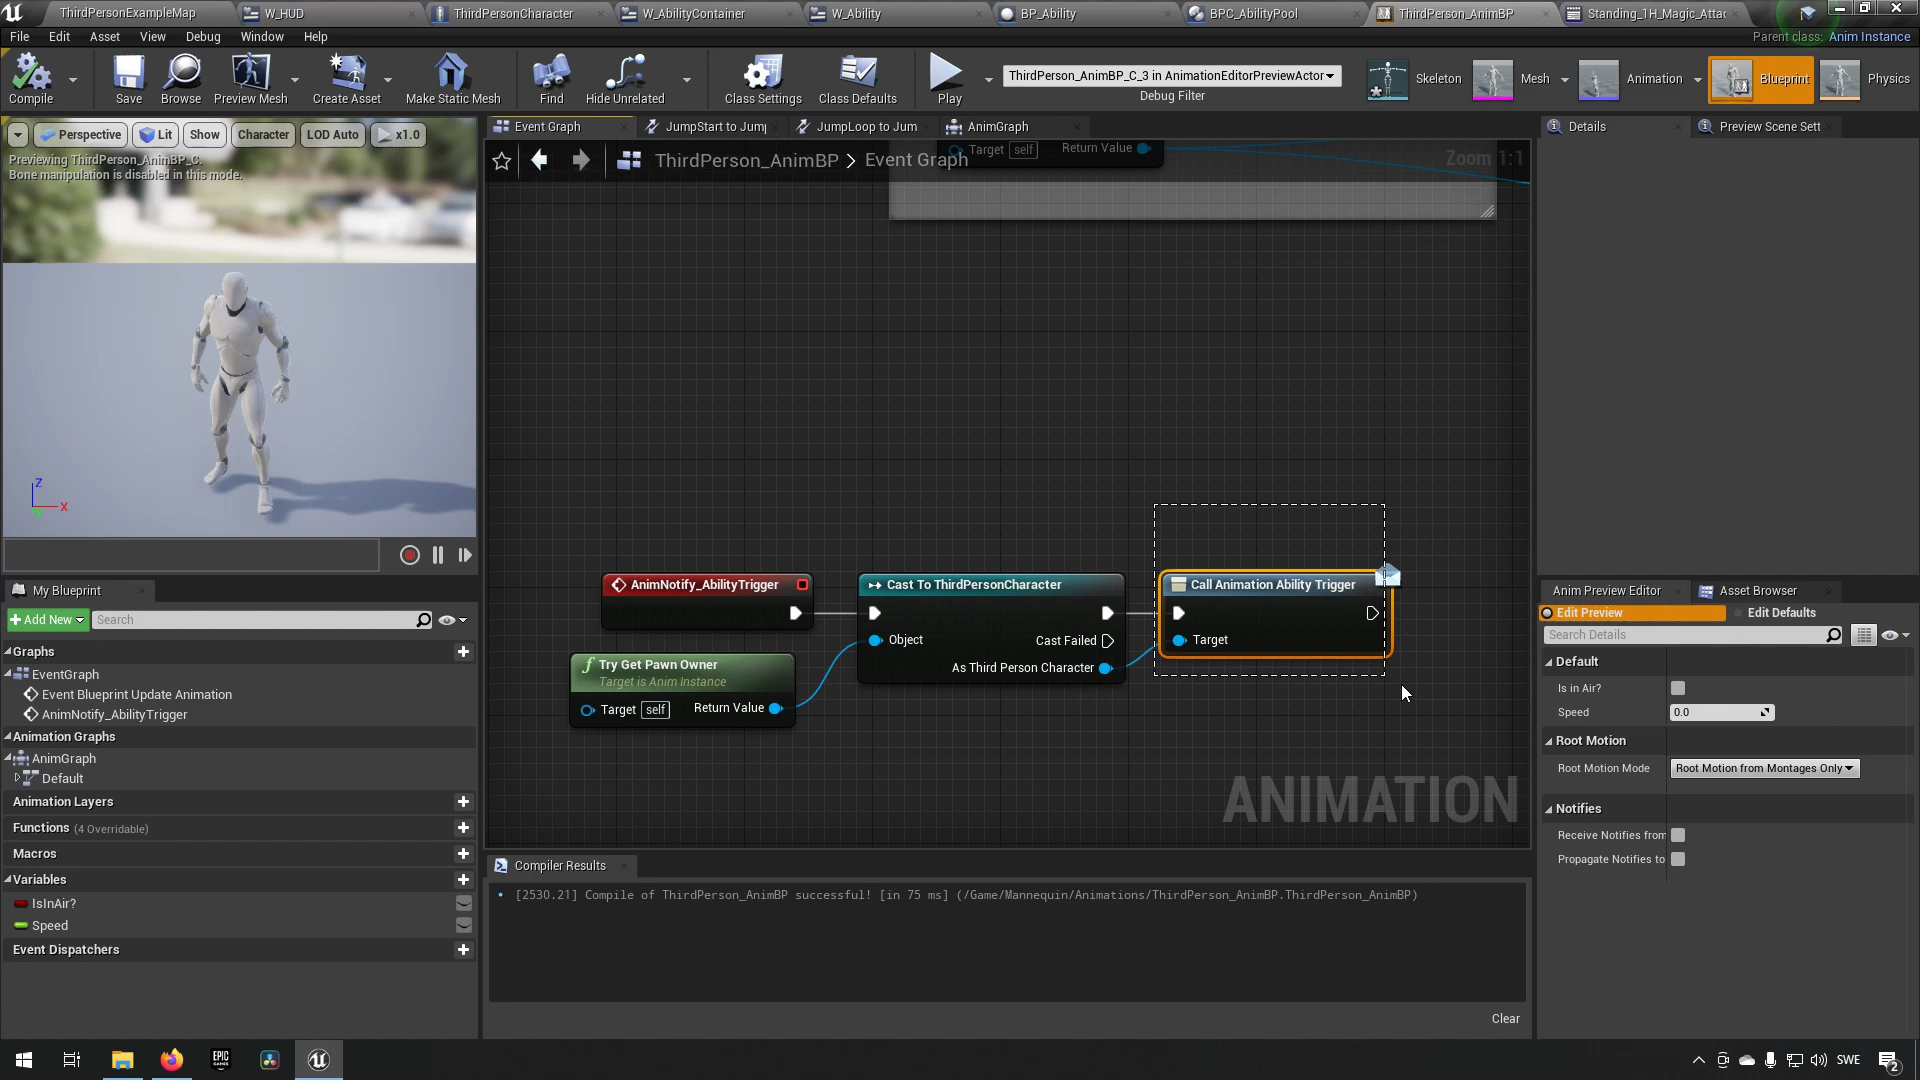 ThirdPersonExampleMap
W_HUD
ThirdPersonCharacter
W_AbilityContainer
W_Ability
BP_Ability
BPC_AbilityPool
ThirdPerson_AnimBP
Standing_1H_Magic_Attac
File
Edit
Asset
View
Debug
Window
Help
Parent class: Anim Instance
Compile
Save
Browse
Preview Mesh
Create Asset
Make Static Mesh
Find
Hide Unrelated
Class Settings
Class Defaults
Play
ThirdPerson_AnimBP_C_3 in AnimationEditorPreviewActor
Debug Filter
Skeleton
Mesh
Animation
Blueprint
Physics
Perspective
Lit
Show
Character
LOD Auto
x1.0
Previewing ThirdPerson_AnimBP_C.
Bone manipulation is disabled in this mode.
Z
X
Event Graph
JumpStart to Jump
JumpLoop to Jum
AnimGraph
ThirdPerson_AnimBP > Event Graph
Zoom 1:1
Target self
Return Value
AnimNotify_AbilityTrigger
Cast To ThirdPersonCharacter
Object
Cast Failed
As Third Person Character
Call Animation Ability Trigger
Target
Try Get Pawn Owner
Target is Anim Instance
Target self
Return Value
ANIMATION
My Blueprint
Add New
Search
Graphs
EventGraph
Event Blueprint Update Animation
AnimNotify_AbilityTrigger
Animation Graphs
AnimGraph
Default
Animation Layers
Functions (4 Overridable)
Macros
Variables
IsInAir?
Speed
Event Dispatchers
Compiler Results
[2530.21] Compile of ThirdPerson_AnimBP successful! [in 75 ms] (/Game/Mannequin/Animations/ThirdPerson_AnimBP.ThirdPerson_AnimBP)
Clear
Details
Preview Scene Sett
Anim Preview Editor
Asset Browser
Edit Preview
Edit Defaults
Search Details
Default
Is in Air?
Speed
0.0
Root Motion
Root Motion Mode
Root Motion from Montages Only
Notifies
Receive Notifies from
Propagate Notifies to
EPIC
GAMES
SWE
2